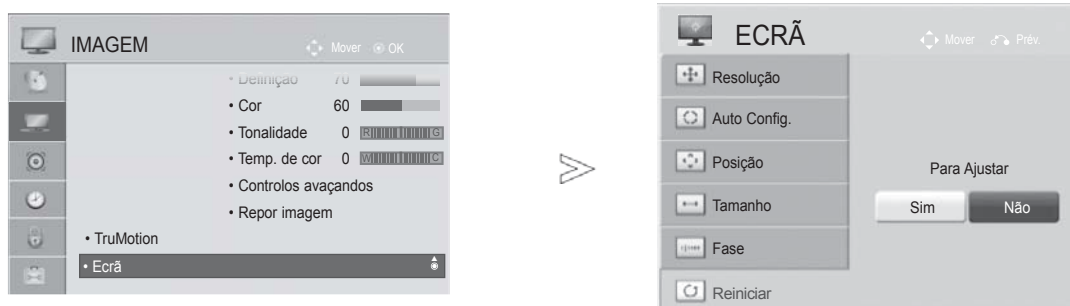 IMAGEM
Mover OK
• Definição 70
• Cor 60
• Tonalidade 0 R G
• Temp. de cor 0 W C
• Controlos avaçandos
• Repor imagem
• TruMotion
• Ecrã
ECRÃ
Mover Prév.
Resolução
Auto Config.
Posição
Tamanho
Fase
Reiniciar
Para Ajustar
Sim Não